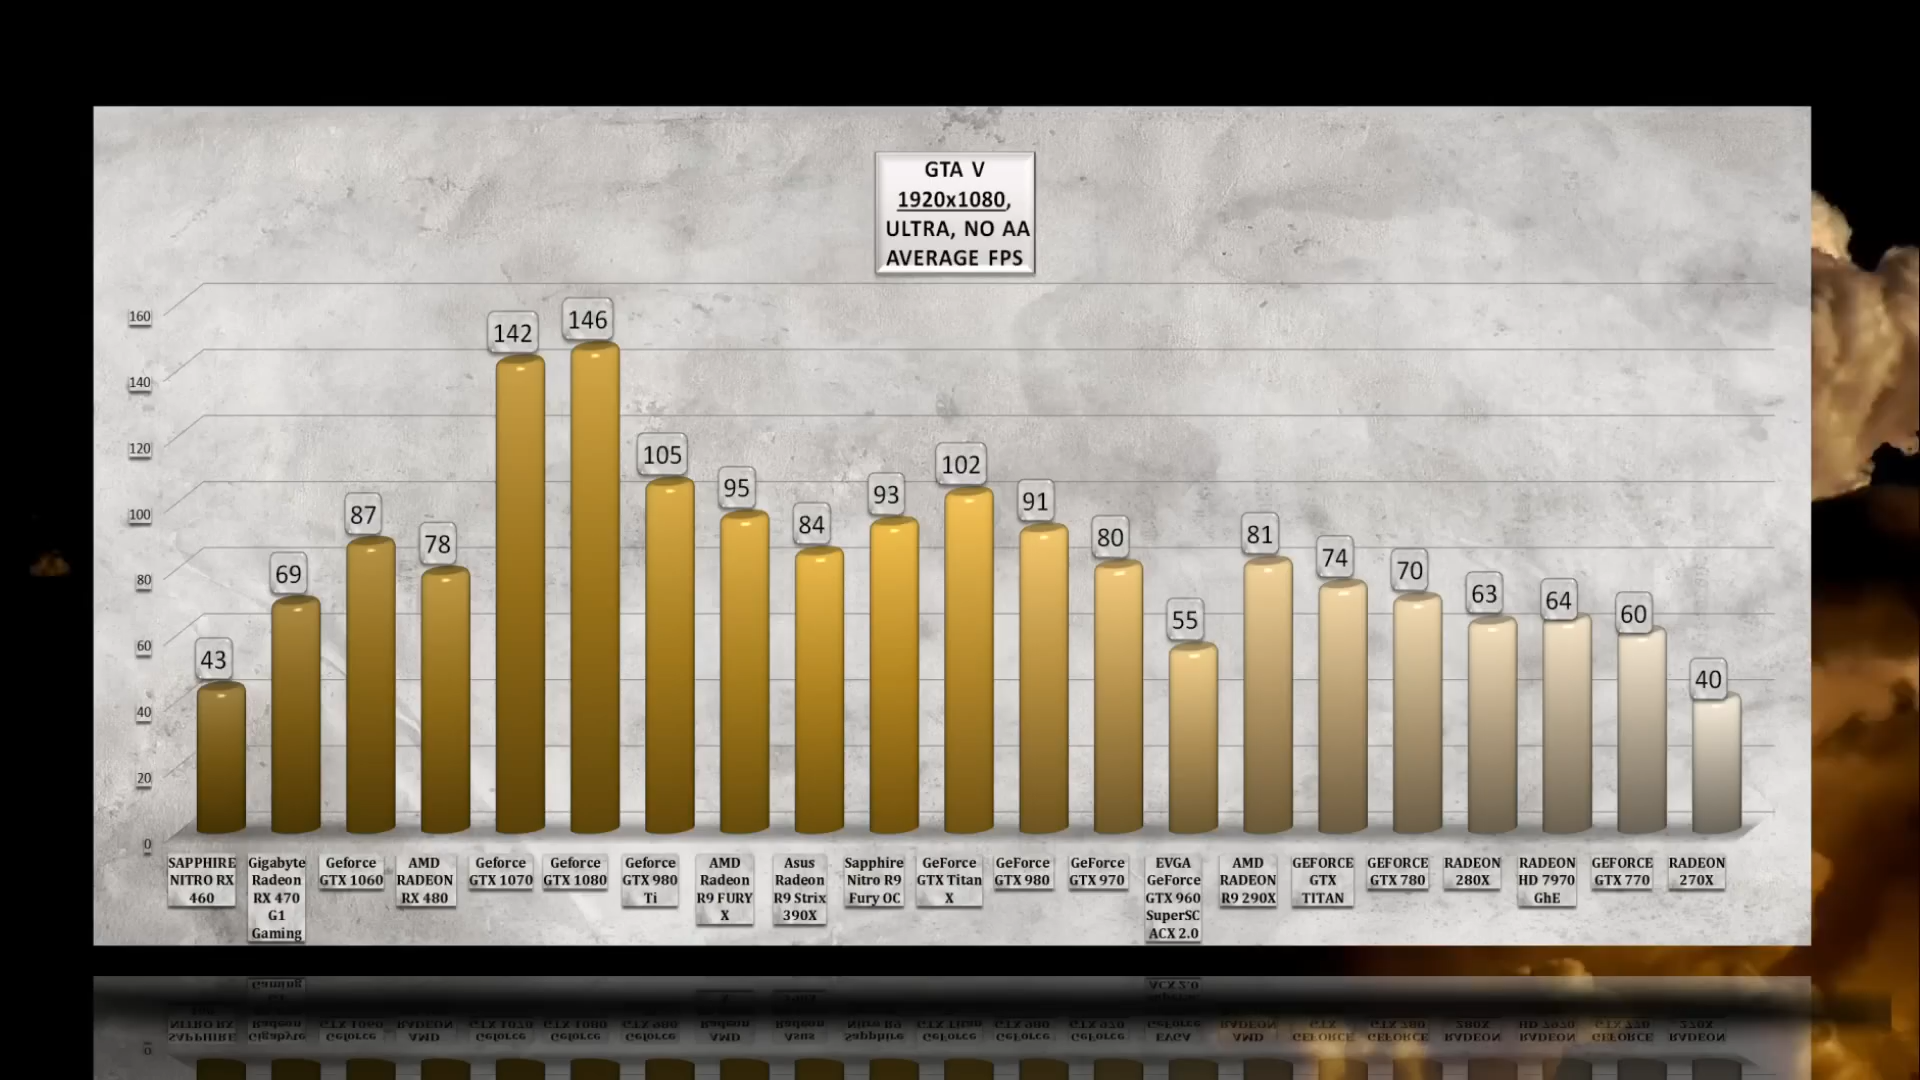 GTA V
1920x1080,
ULTRA, NO AA
AVERAGE FPS
160
140
120
100
80
60
40
20
0
43
69
87
78
142
146
105
95
84
93
102
91
80
55
81
74
70
63
64
60
40
SAPPHIRE
NITRO RX
460
Gigabyte
Radeon
RX 470
G1
Gaming
Geforce
GTX 1060
AMD
RADEON
RX 480
Geforce
GTX 1070
Geforce
GTX 1080
Geforce
GTX 980
Ti
AMD
Radeon
R9 FURY
X
Asus
Radeon
R9 Strix
390X
Sapphire
Nitro R9
Fury OC
GeForce
GTX Titan
X
GeForce
GTX 980
GeForce
GTX 970
EVGA
GeForce
GTX 960
SuperSC
ACX 2.0
AMD
RADEON
R9 290X
GEFORCE
GTX
TITAN
GEFORCE
GTX 780
RADEON
280X
RADEON
HD 7970
GhE
GEFORCE
GTX 770
RADEON
270X